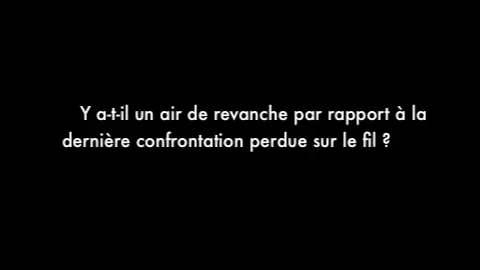 Y a-t-il un air de revanche par rapport à la
dernière confrontation perdue sur le fil ?